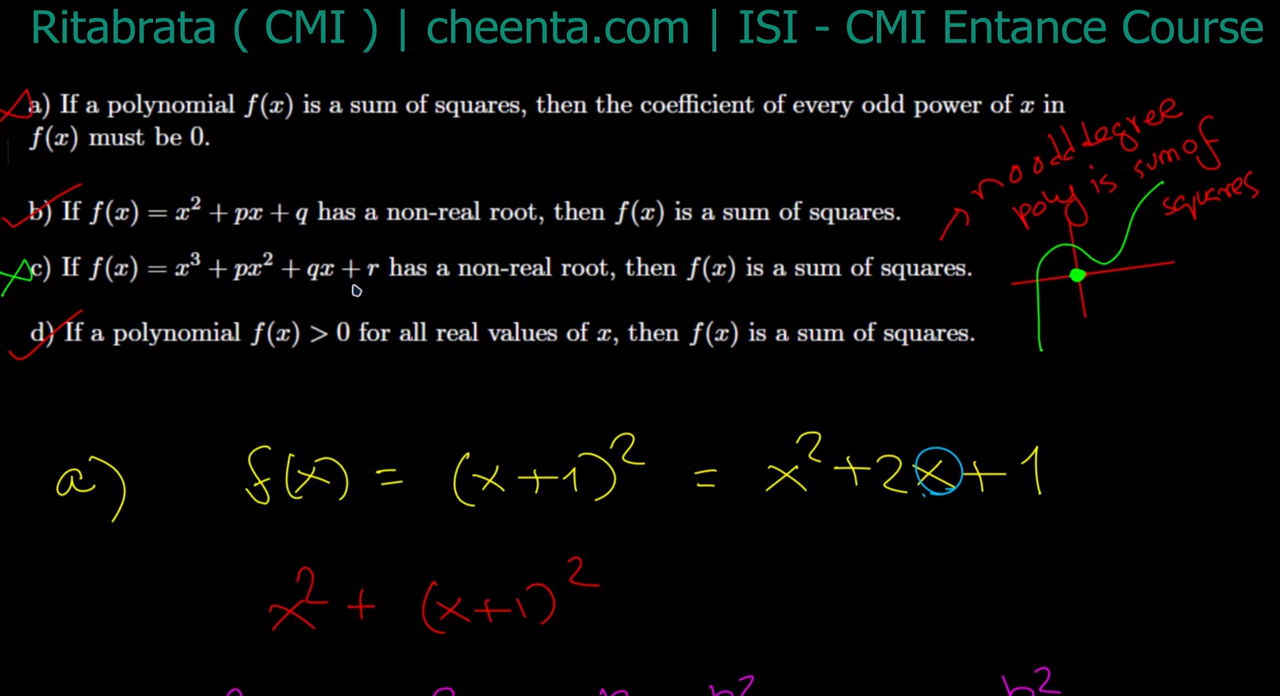 Ritabrata ( CMI ) | cheenta.com | ISI - CMI Entance Course
a) If a polynomial f(x) is a sum of squares, then the coefficient of every odd power of x in
f(x) must be 0.
no odd degree
poly is sum of
squares
b) If f(x) = x² + px + q has a non-real root, then f(x) is a sum of squares.
c) If f(x) = x³ + px² + qx + r has a non-real root, then f(x) is a sum of squares.
d) If a polynomial f(x) > 0 for all real values of x, then f(x) is a sum of squares.
a) f(x) = (x+1)² = x² + 2x + 1
x² + (x+1)²